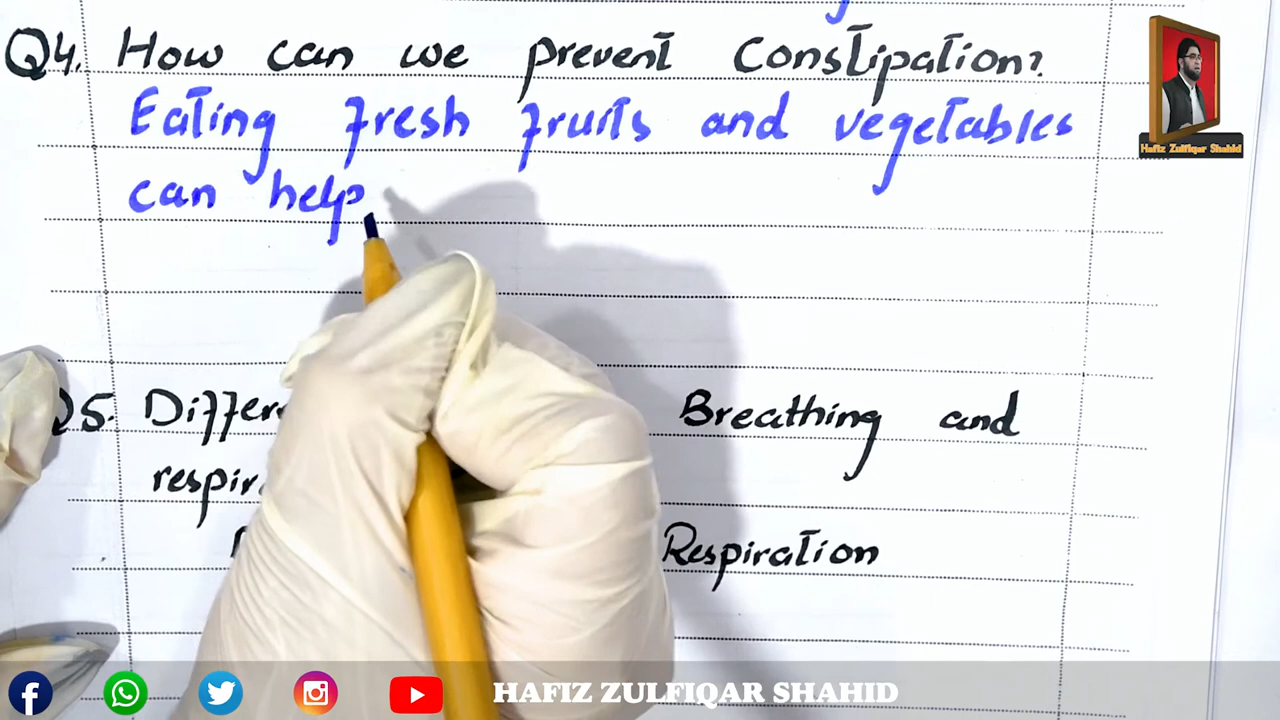 Q4. How can we prevent Constipation?
Eating fresh fruits and vegetables
can help
Hafiz Zulfiqar Shahid
Breathing and
Respiration
HAFIZ ZULFIQAR SHAHID